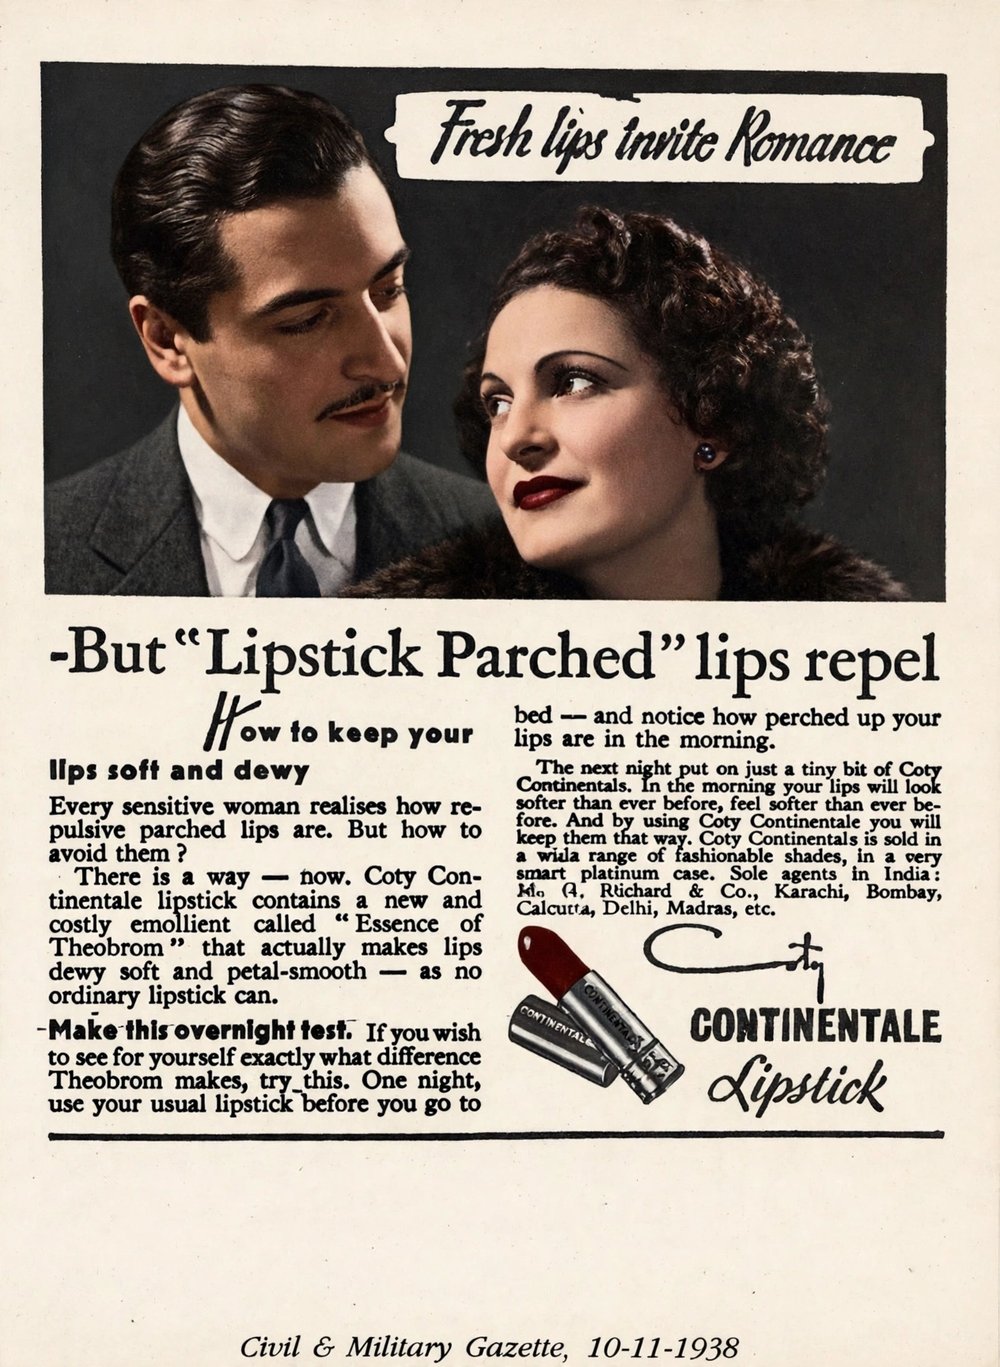 Fresh lips invite Romance
-But “Lipstick Parched” lips repel
How to keep your
lips soft and dewy
Every sensitive woman realises how re-
pulsive parched lips are. But how to
avoid them ?
There is a way — now. Coty Con-
tinentale lipstick contains a new and
costly emollient called “Essence of
Theobrom” that actually makes lips
dewy soft and petal-smooth — as no
ordinary lipstick can.
-Make this overnight test. If you wish
to see for yourself exactly what difference
Theobrom makes, try this. One night,
use your usual lipstick before you go to
bed — and notice how perched up your
lips are in the morning.
The next night put on just a tiny bit of Coty
Continentals. In the morning your lips will look
softer than ever before, feel softer than ever be-
fore. And by using Coty Continentale you will
keep them that way. Coty Continentals is sold in
a range of fashionable shades, in a very
smart platinum case. Sole agents in India :
& Co., Karachi, Bombay,
Calcutta, Delhi, Madras, etc.
CONTINENTALE
Coty
CONTINENTALE
Lipstick
Civil & Military Gazette, 10-11-1938